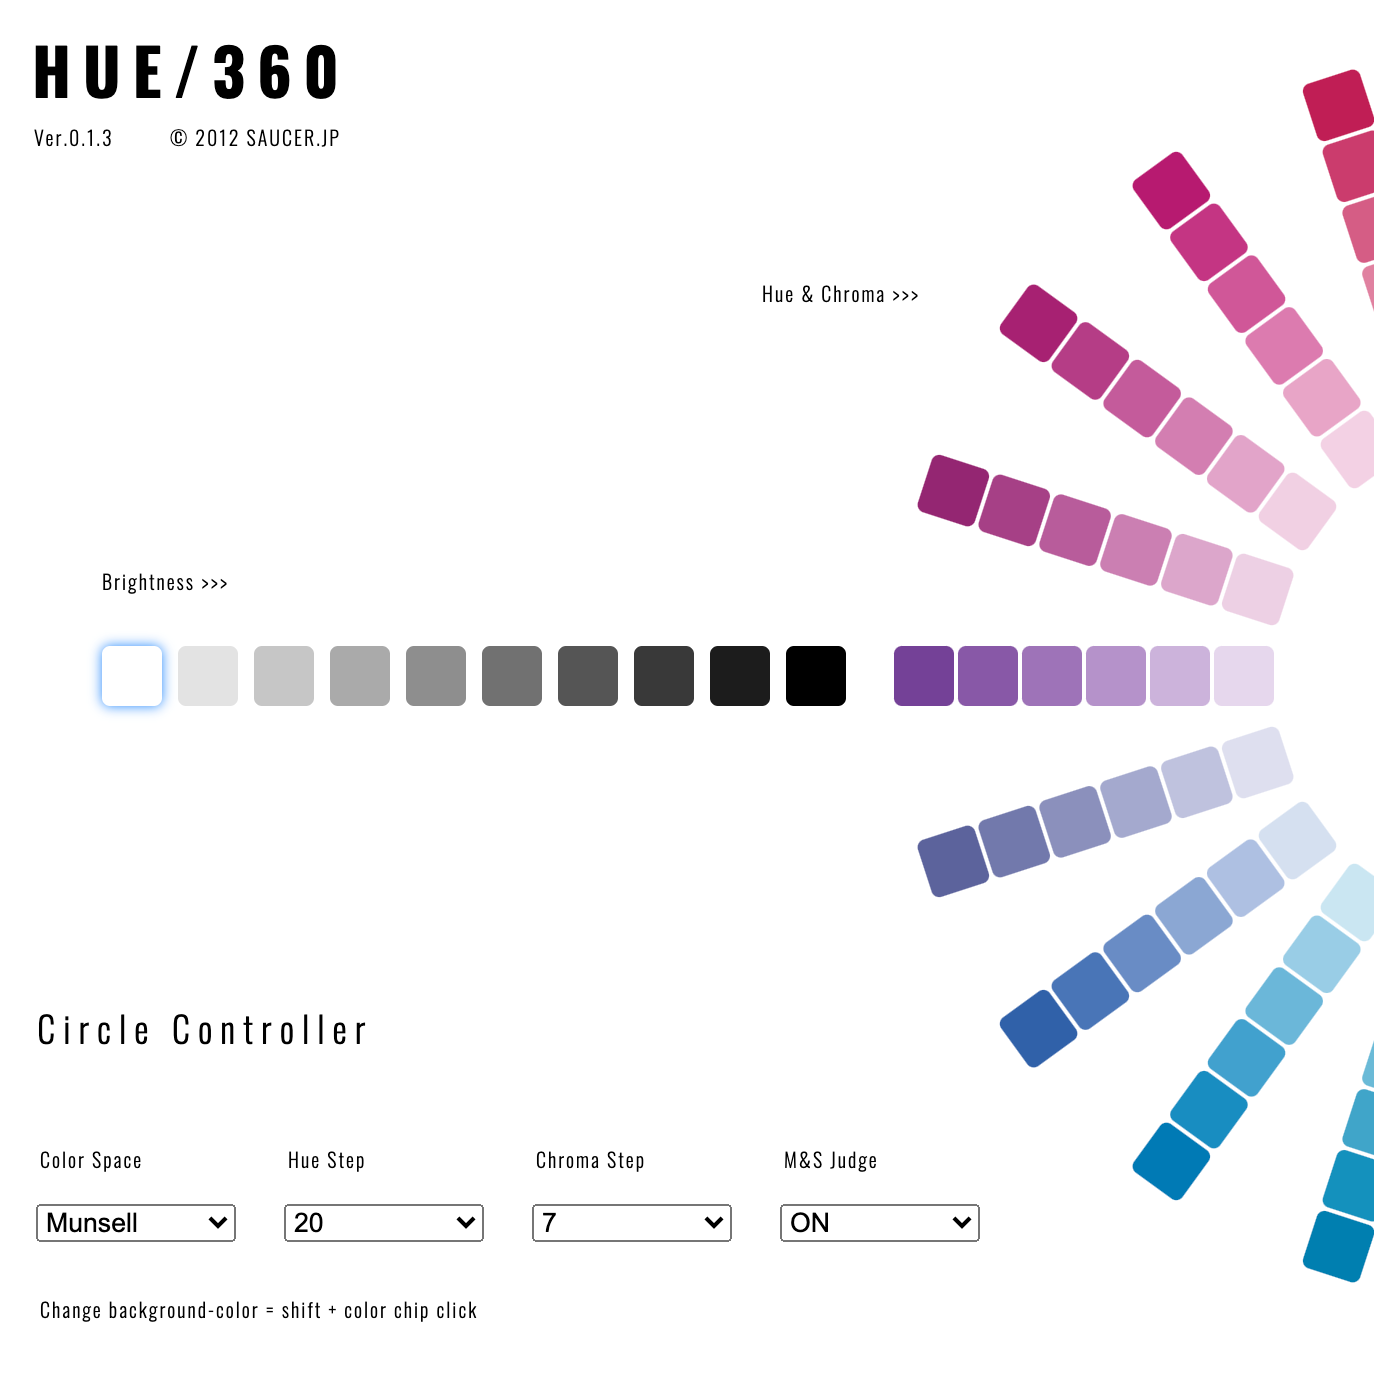 HUE/360
Ver.0.1.3 © 2012 SAUCER.JP
Hue & Chroma >>>
Brightness >>>
Circle Controller
Color Space Hue Step Chroma Step M&S Judge
Munsell 20 7 ON
Change background-color = shift + color chip click